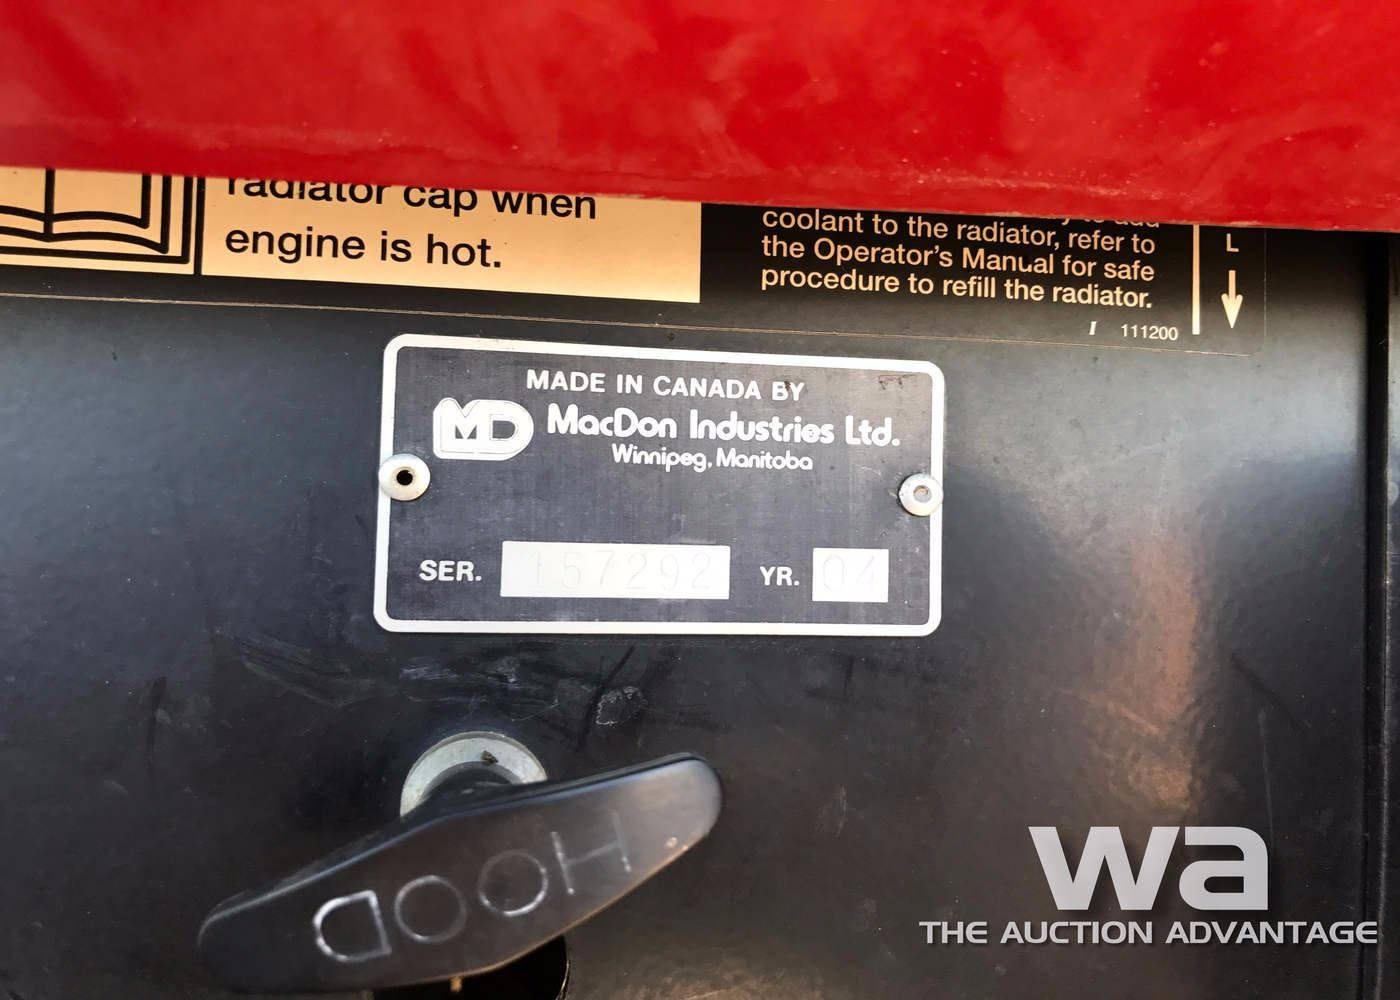 radiator cap when
engine is hot.
to add
coolant to the radiator, refer to
the Operator's Manual for safe
procedure to refill the radiator.
I 111200
L
MADE IN CANADA BY
MD MacDon Industries Ltd.
Winnipeg, Manitoba
SER. 157292 YR. 04
HOOD
wa
THE AUCTION ADVANTAGE